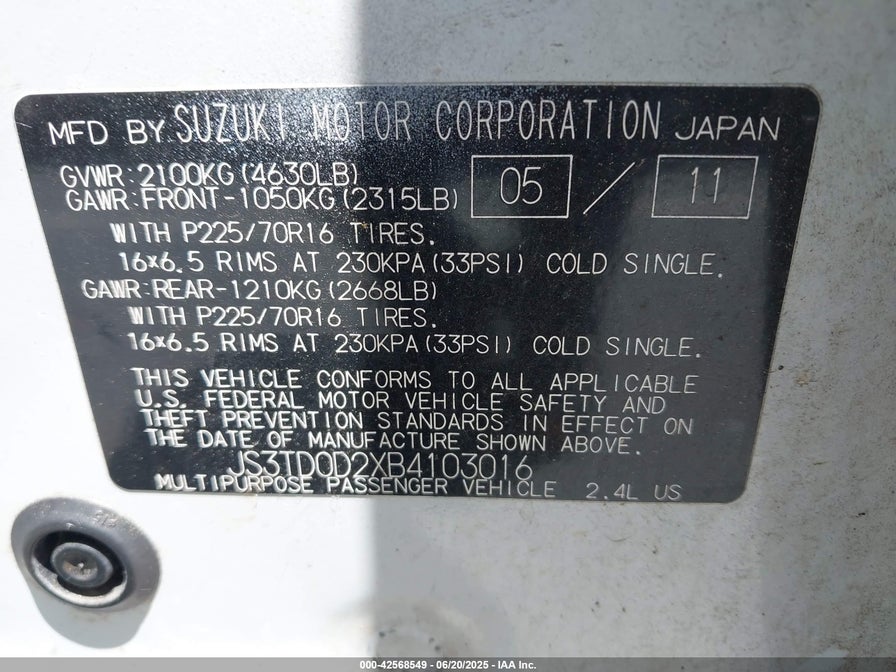 MFD BY SUZUKI MOTOR CORPORATION JAPAN
GVWR:2100KG(4630LB)
GAWR:FRONT-1050KG(2315LB)
05 / 11
WITH P225/70R16 TIRES.
16×6.5 RIMS AT 230KPA(33PSI) COLD SINGLE.
GAWR:REAR-1210KG(2668LB)
WITH P225/70R16 TIRES.
16×6.5 RIMS AT 230KPA(33PSI) COLD SINGLE.
THIS VEHICLE CONFORMS TO ALL APPLICABLE
U.S. FEDERAL MOTOR VEHICLE SAFETY AND
THEFT PREVENTION STANDARDS IN EFFECT ON
THE DATE OF MANUFACTURE SHOWN ABOVE.
JS3TD0D2XB4103016
MULTIPURPOSE PASSENGER VEHICLE 2.4L US
000-42568549 | 06/20/2025 | IAA Inc.